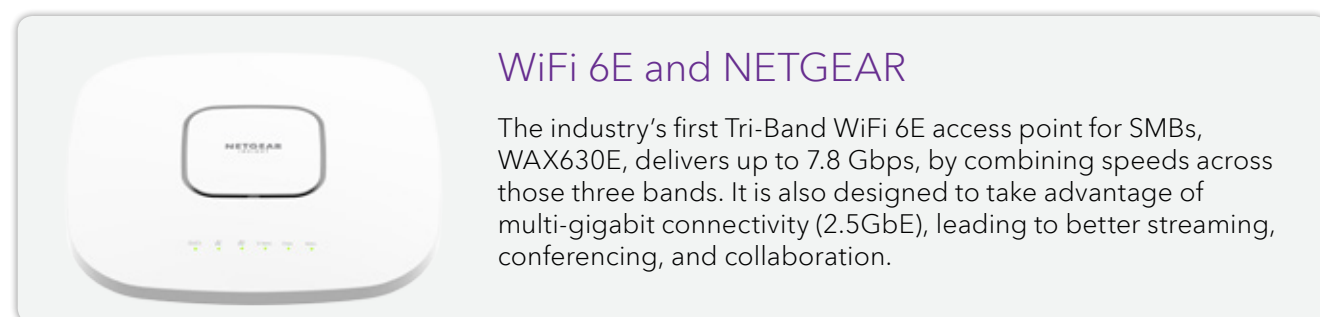 WiFi 6E and NETGEAR
The industry’s first Tri-Band WiFi 6E access point for SMBs,
WAX630E, delivers up to 7.8 Gbps, by combining speeds across
those three bands. It is also designed to take advantage of
multi-gigabit connectivity (2.5GbE), leading to better streaming,
conferencing, and collaboration.
NETGEAR